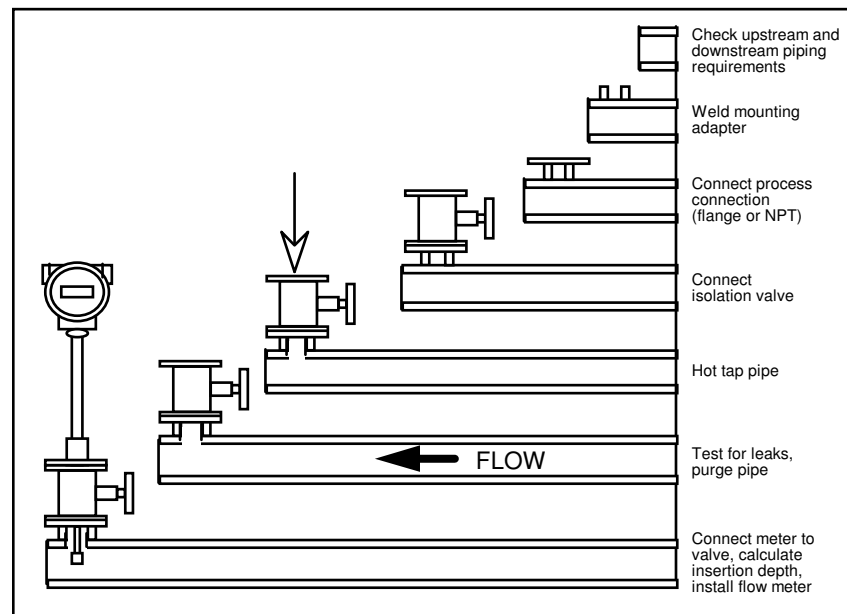 Check upstream and
downstream piping
requirements
Weld mounting
adapter
Connect process
connection
(flange or NPT)
Connect
isolation valve
Hot tap pipe
FLOW
Test for leaks,
purge pipe
Connect meter to
valve, calculate
insertion depth,
install flow meter